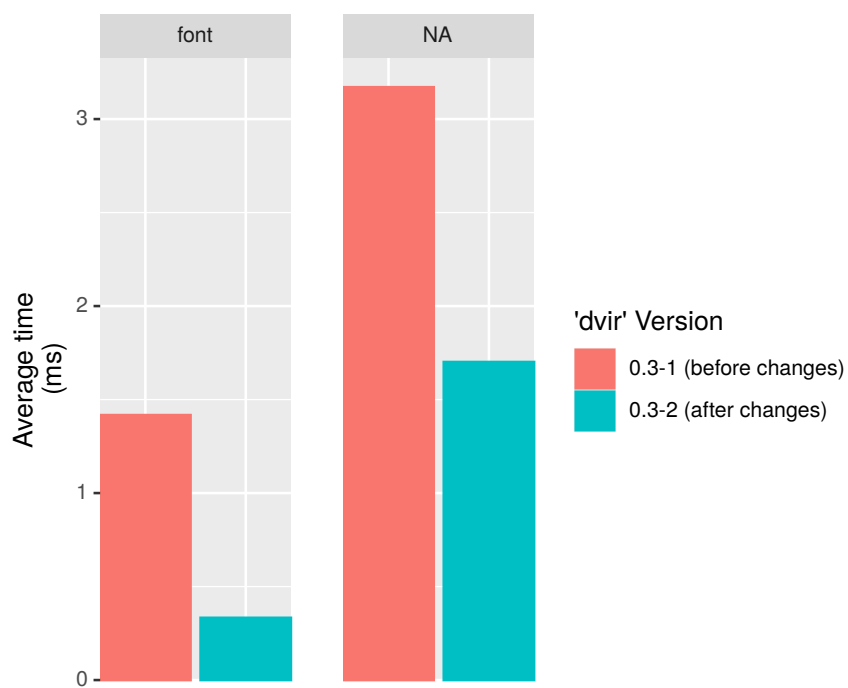 font
NA
3
2
1
0
Average time
(ms)
'dvir' Version
0.3-1 (before changes)
0.3-2 (after changes)